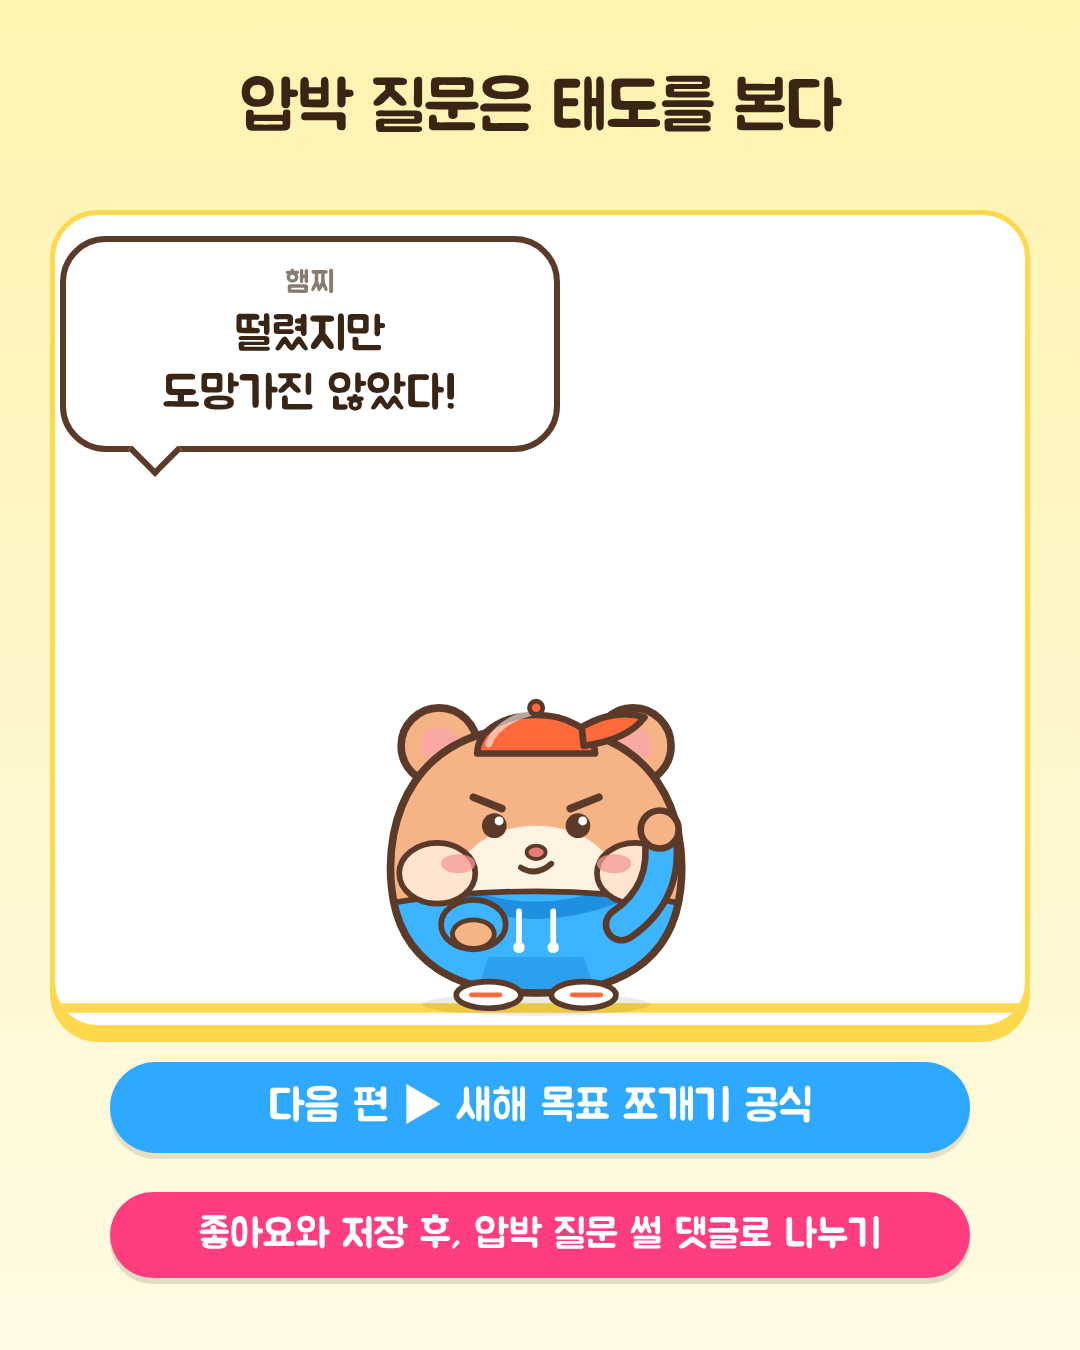 압박 질문은 태도를 본다
햄찌
떨렸지만
도망가진 않았다!
다음 편 ▶ 새해 목표 쪼개기 공식
좋아요와 저장 후, 압박 질문 썰 댓글로 나누기